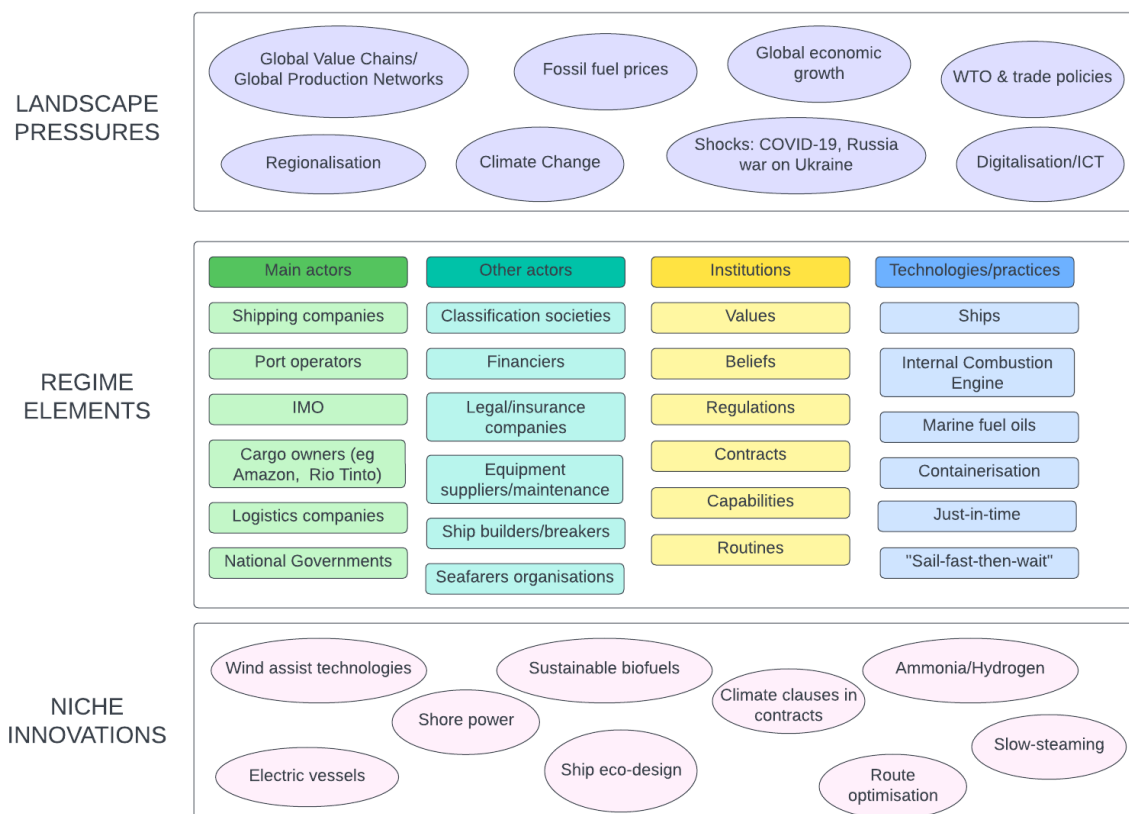 LANDSCAPE
PRESSURES
Global Value Chains/
Global Production Networks
Fossil fuel prices
Global economic
growth
WTO & trade policies
Regionalisation
Climate Change
Shocks: COVID-19, Russia
war on Ukraine
Digitalisation/ICT
REGIME
ELEMENTS
Main actors
Shipping companies
Port operators
IMO
Cargo owners (eg
Amazon, Rio Tinto)
Logistics companies
National Governments
Other actors
Classification societies
Financiers
Legal/insurance
companies
Equipment
suppliers/maintenance
Ship builders/breakers
Seafarers organisations
Institutions
Values
Beliefs
Regulations
Contracts
Capabilities
Routines
Technologies/practices
Ships
Internal Combustion
Engine
Marine fuel oils
Containerisation
Just-in-time
"Sail-fast-then-wait"
NICHE
INNOVATIONS
Wind assist technologies
Sustainable biofuels
Ammonia/Hydrogen
Shore power
Climate clauses in
contracts
Slow-steaming
Electric vessels
Ship eco-design
Route
optimisation